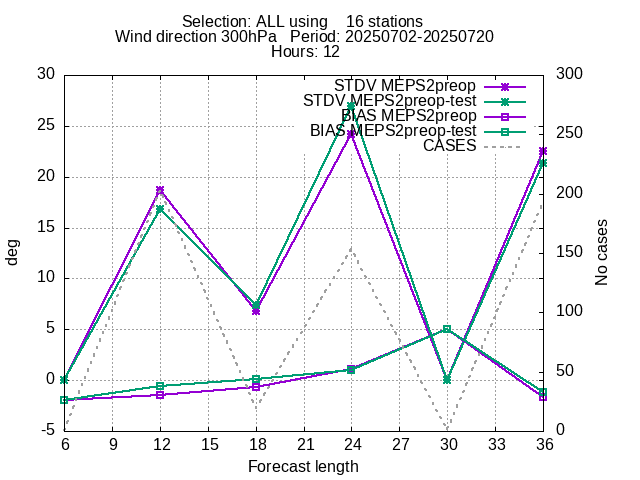 Selection: ALL using    16 stations
Wind direction 300hPa   Period: 20250702-20250720
Hours: 12
STDV MEPS2preop
STDV MEPS2preop-test
BIAS MEPS2preop
BIAS MEPS2preop-test
CASES
30
25
20
15
10
5
0
-5
300
250
200
150
100
50
0
deg
No cases
6 9 12 15 18 21 24 27 30 33 36
Forecast length